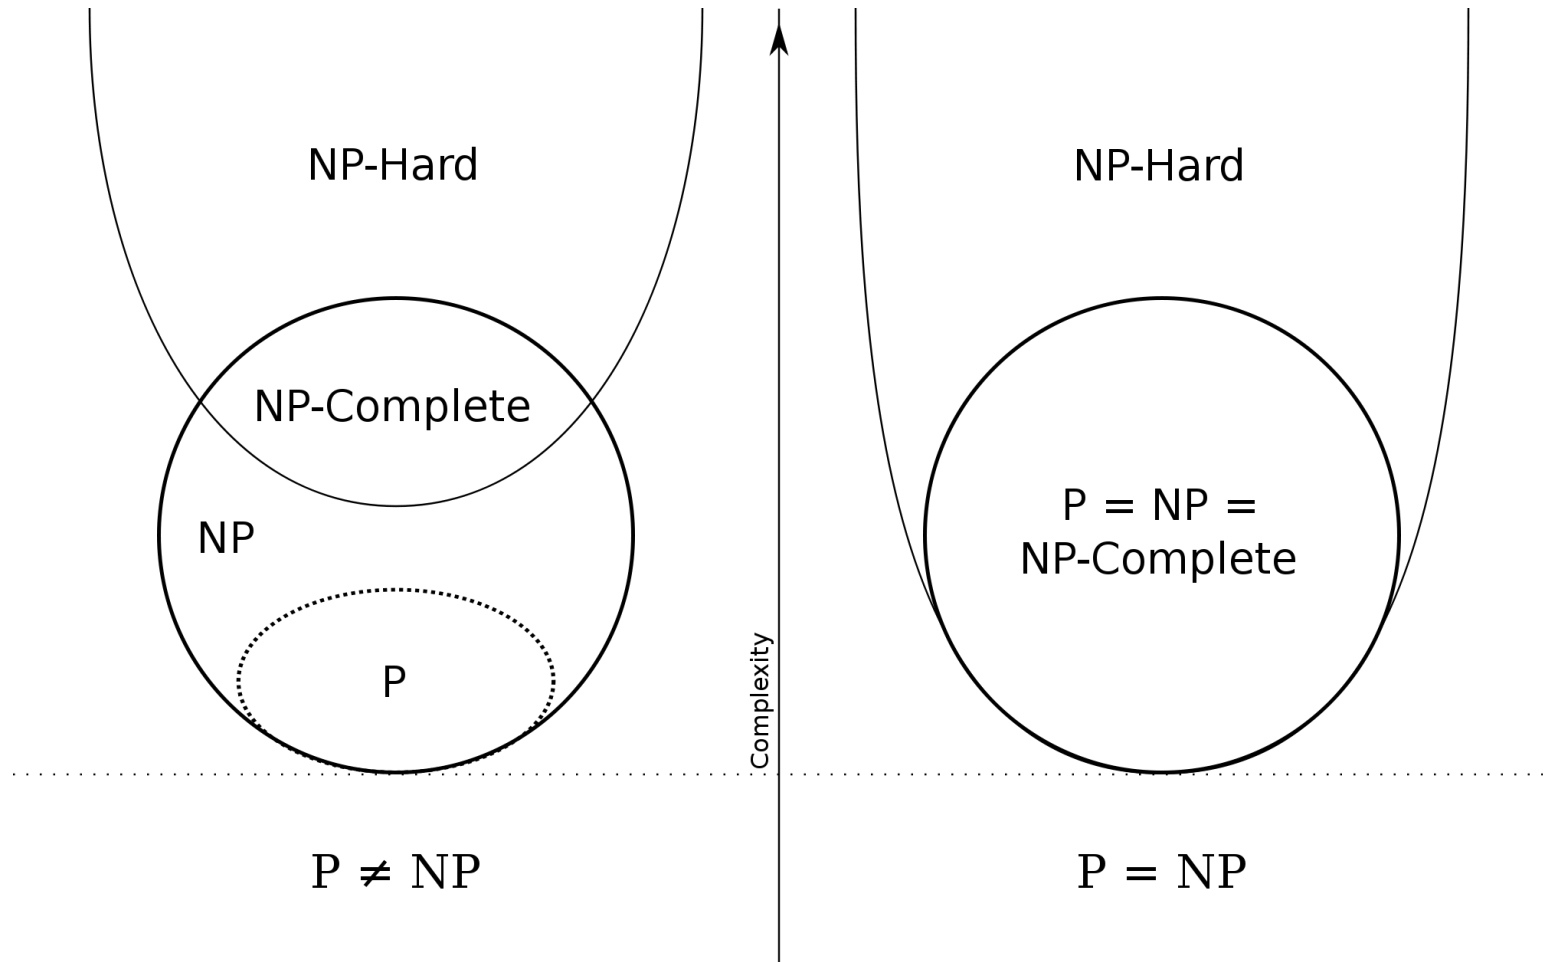 NP-Hard
NP-Complete
NP
P
P ≠ NP
Complexity
NP-Hard
P = NP =
NP-Complete
P = NP